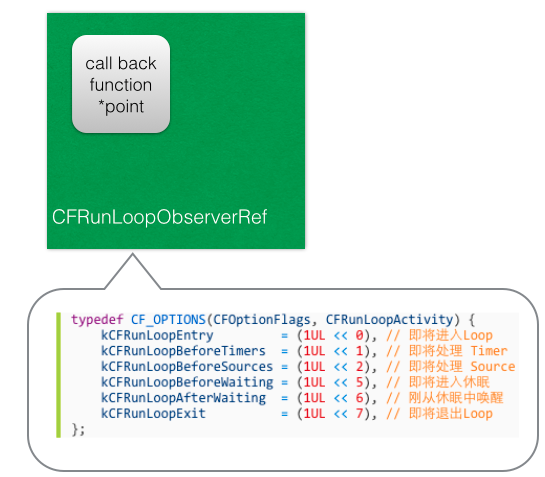 call back
function
*point
CFRunLoopObserverRef
typedef CF_OPTIONS(CFOptionFlags, CFRunLoopActivity) {
    kCFRunLoopEntry         = (1UL << 0), // 即将进入Loop
    kCFRunLoopBeforeTimers  = (1UL << 1), // 即将处理 Timer
    kCFRunLoopBeforeSources = (1UL << 2), // 即将处理 Source
    kCFRunLoopBeforeWaiting = (1UL << 5), // 即将进入休眠
    kCFRunLoopAfterWaiting  = (1UL << 6), // 刚从休眠中唤醒
    kCFRunLoopExit          = (1UL << 7), // 即将退出Loop
};